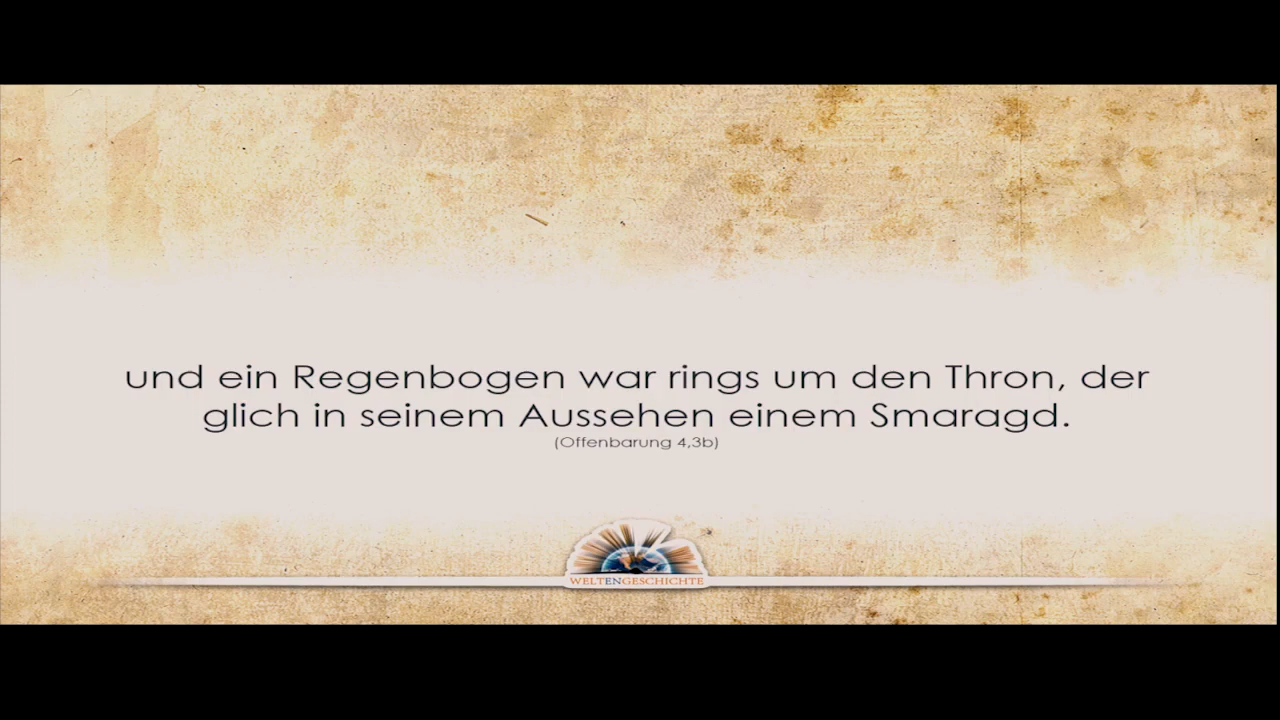 und ein Regenbogen war rings um den Thron, der
glich in seinem Aussehen einem Smaragd.
(Offenbarung 4,3b)
WELTENGESCHICHTE